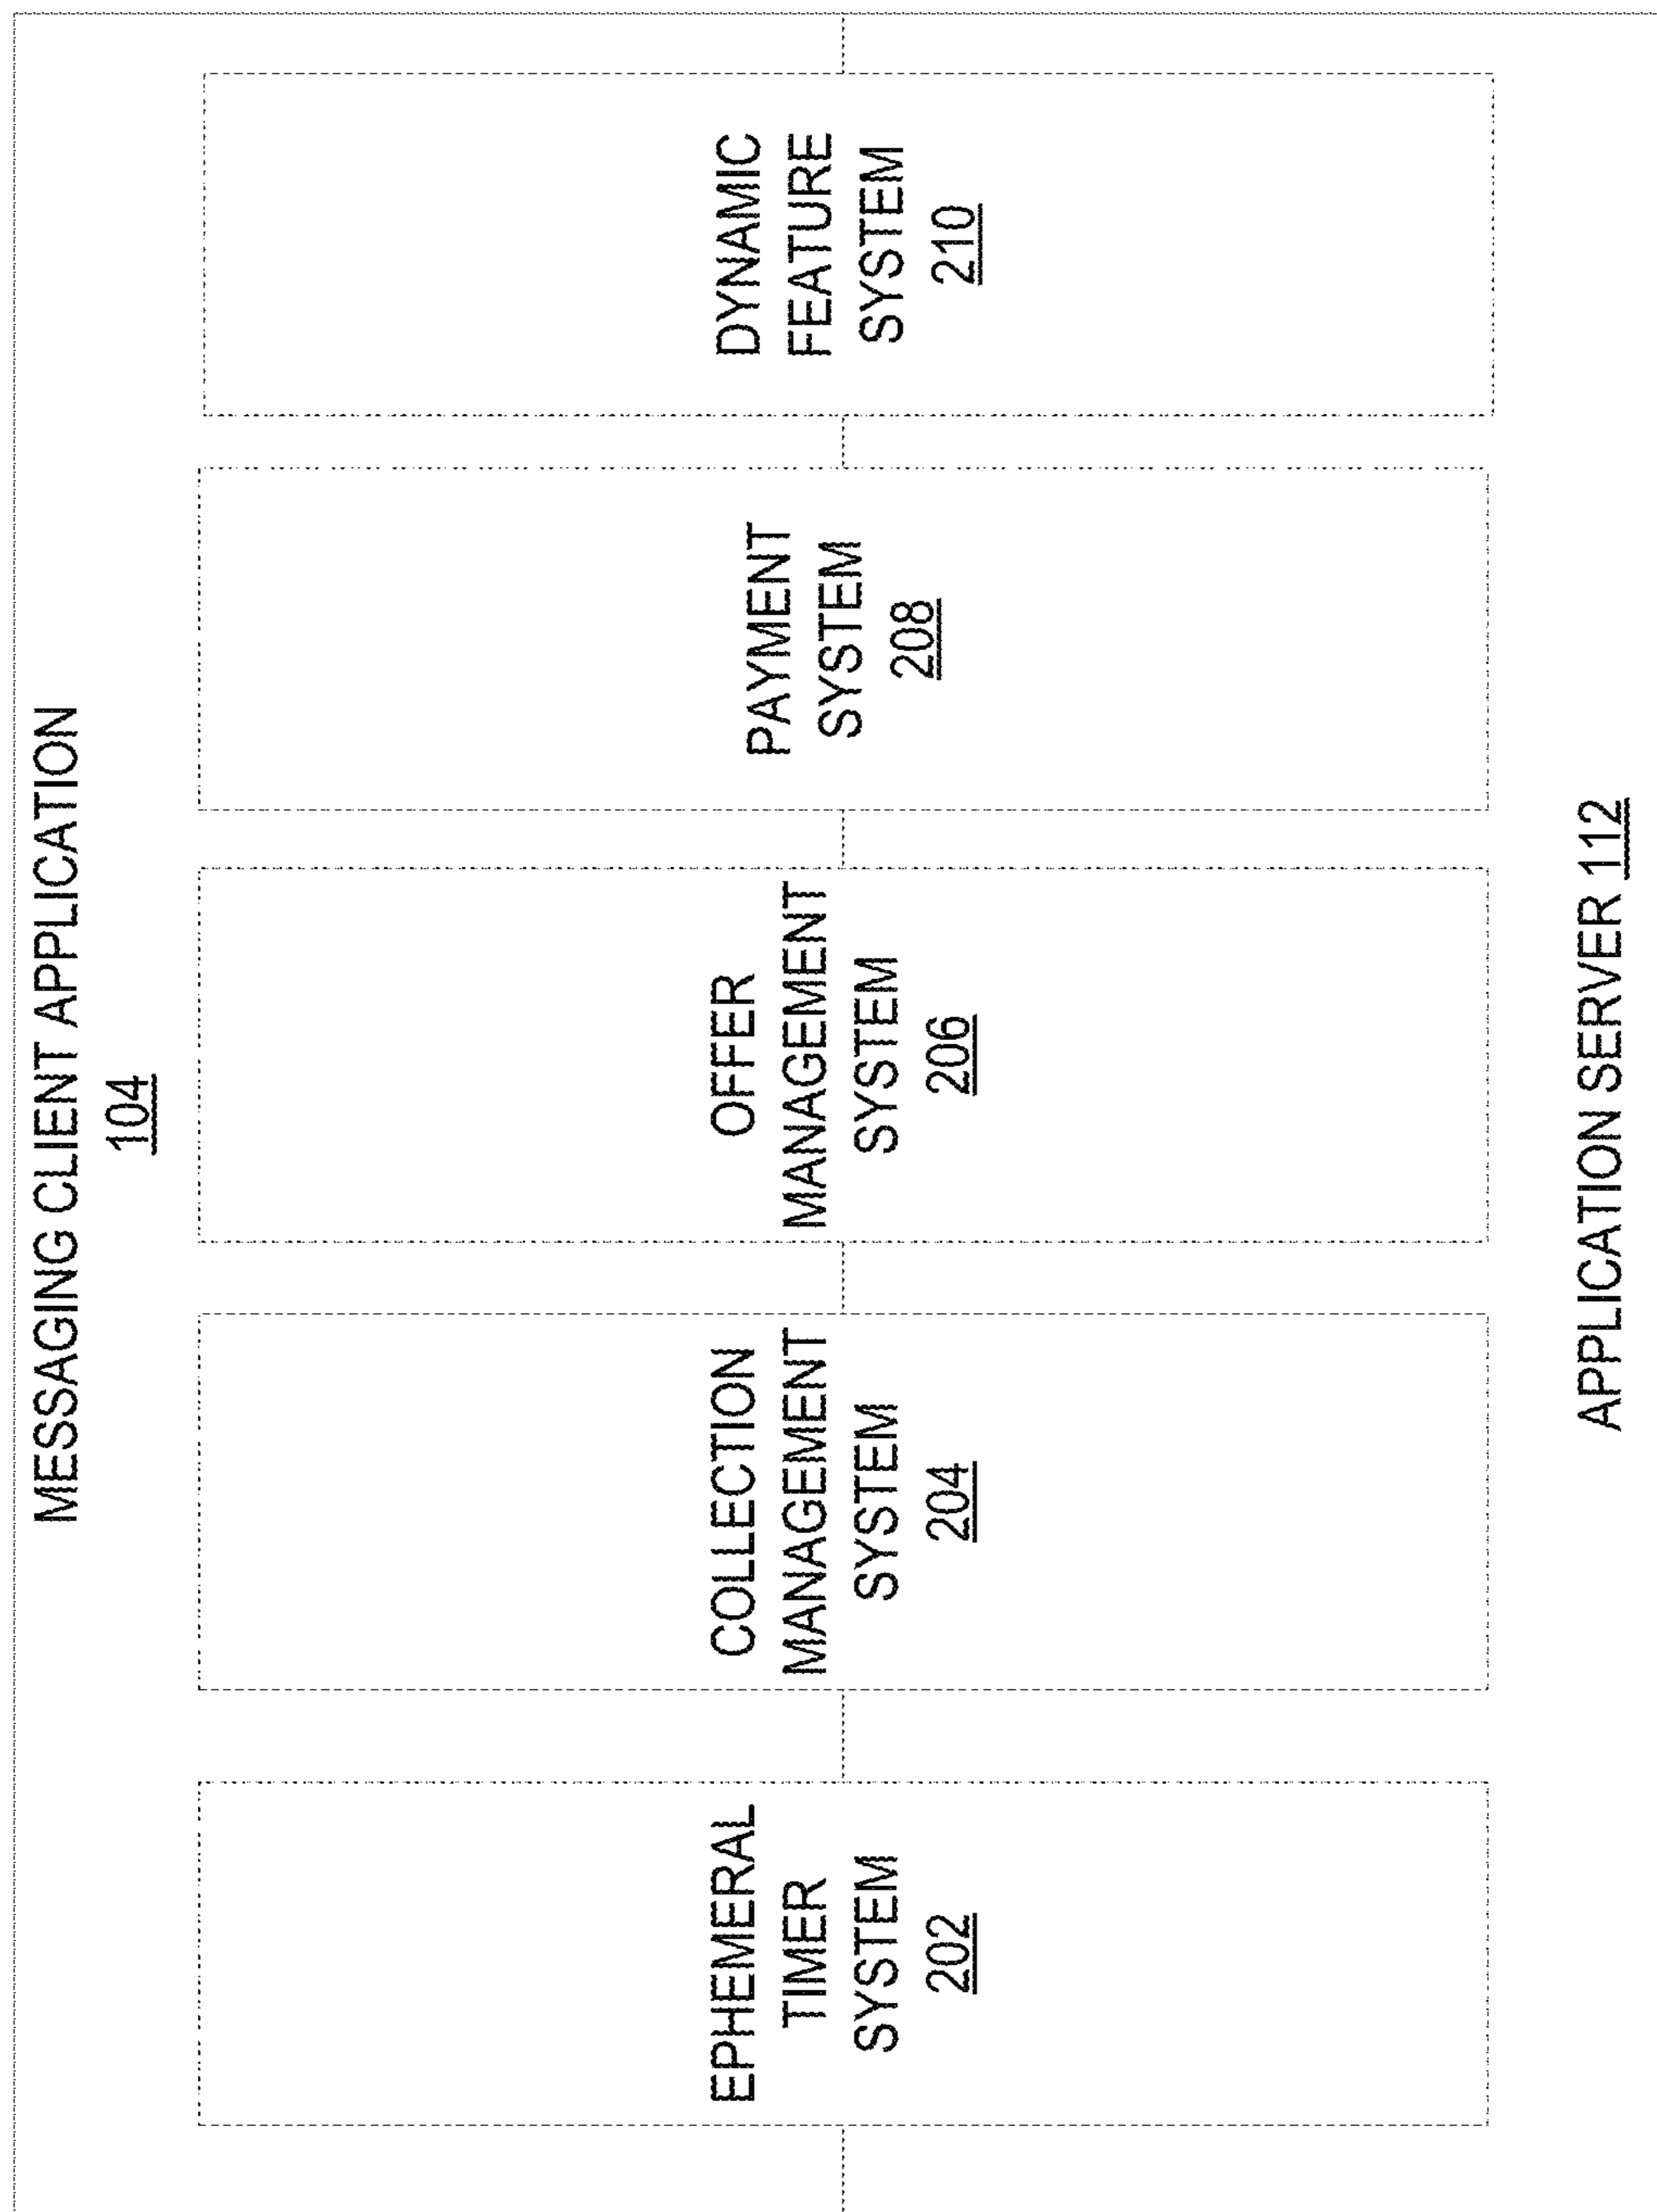 MESSAGING CLIENT APPLICATION
104
EPHEMERAL
TIMER
SYSTEM
202
COLLECTION
MANAGEMENT
SYSTEM
204
OFFER
MANAGEMENT
SYSTEM
206
PAYMENT
SYSTEM
208
DYNAMIC
FEATURE
SYSTEM
210
APPLICATION SERVER 112